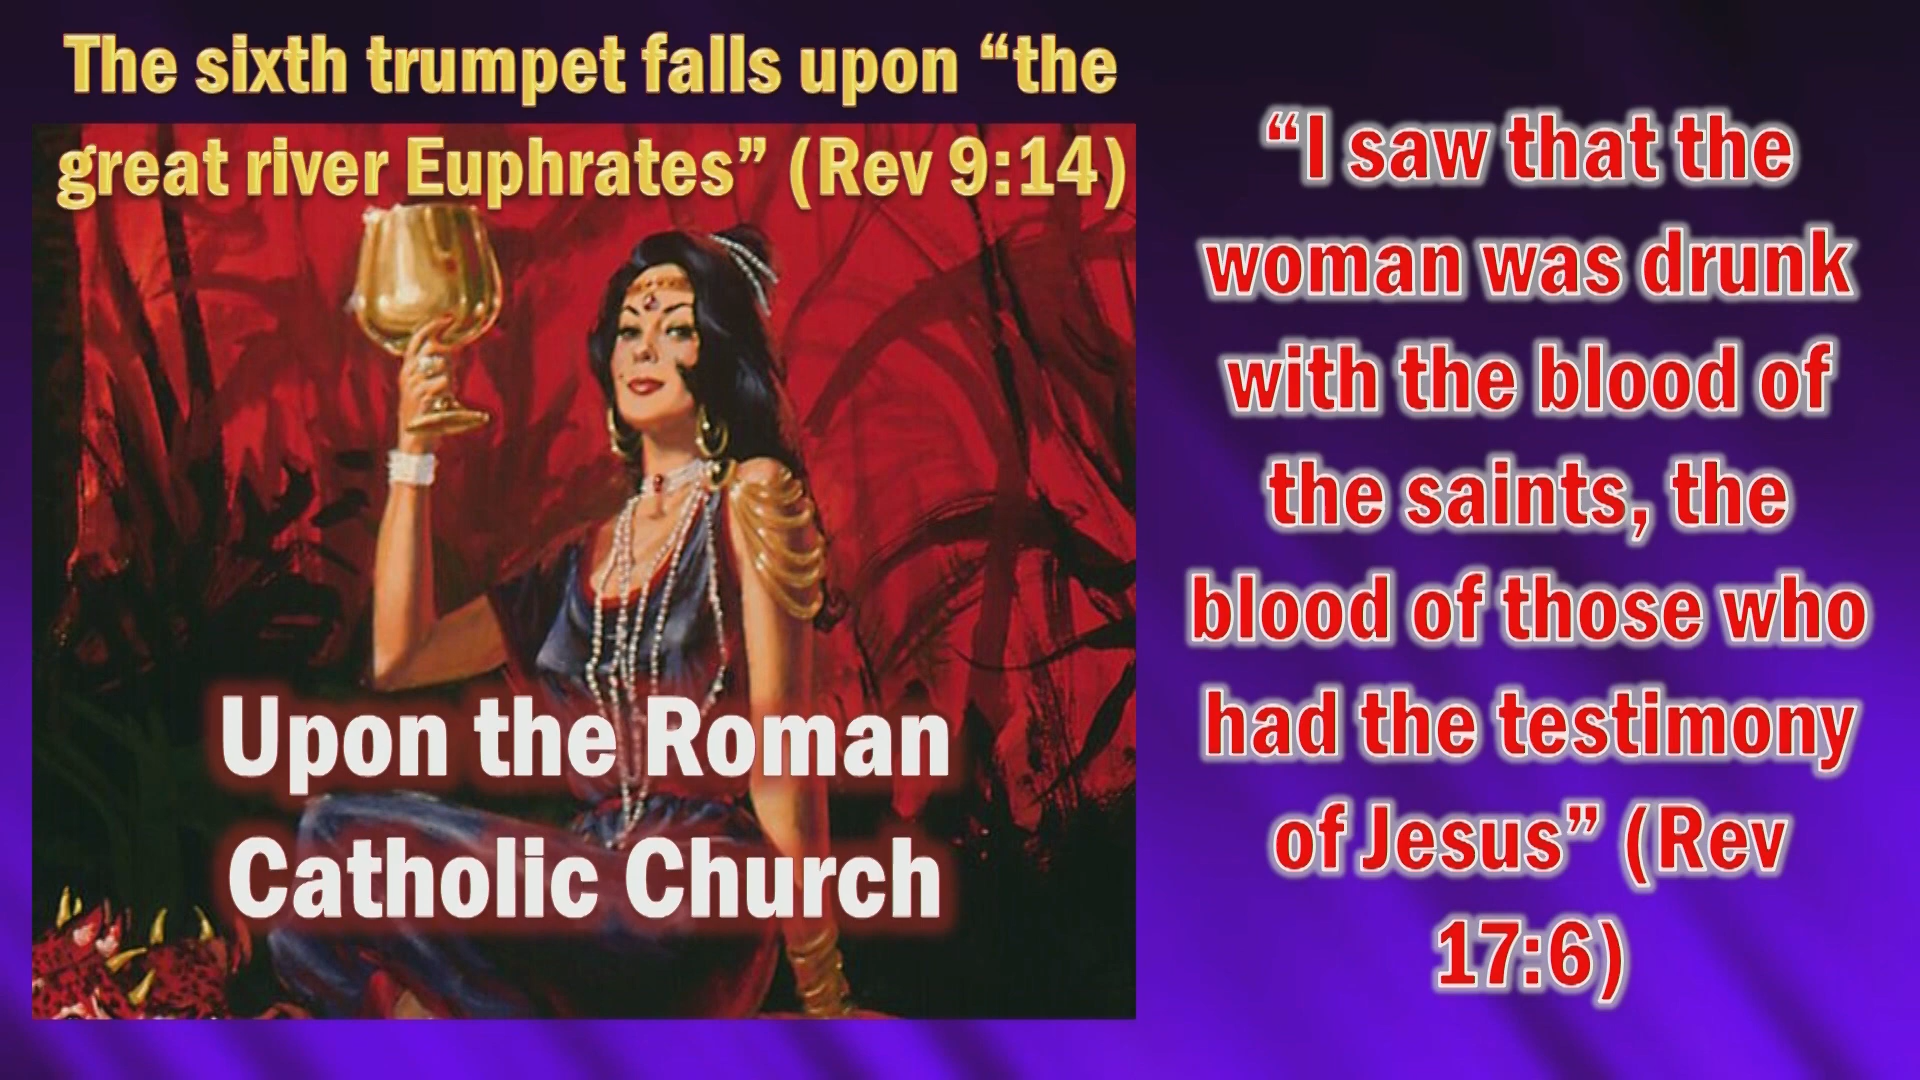 The sixth trumpet falls upon “the
great river Euphrates” (Rev 9:14)
Upon the Roman
Catholic Church
“I saw that the
woman was drunk
with the blood of
the saints, the
blood of those who
had the testimony
of Jesus” (Rev
17:6)